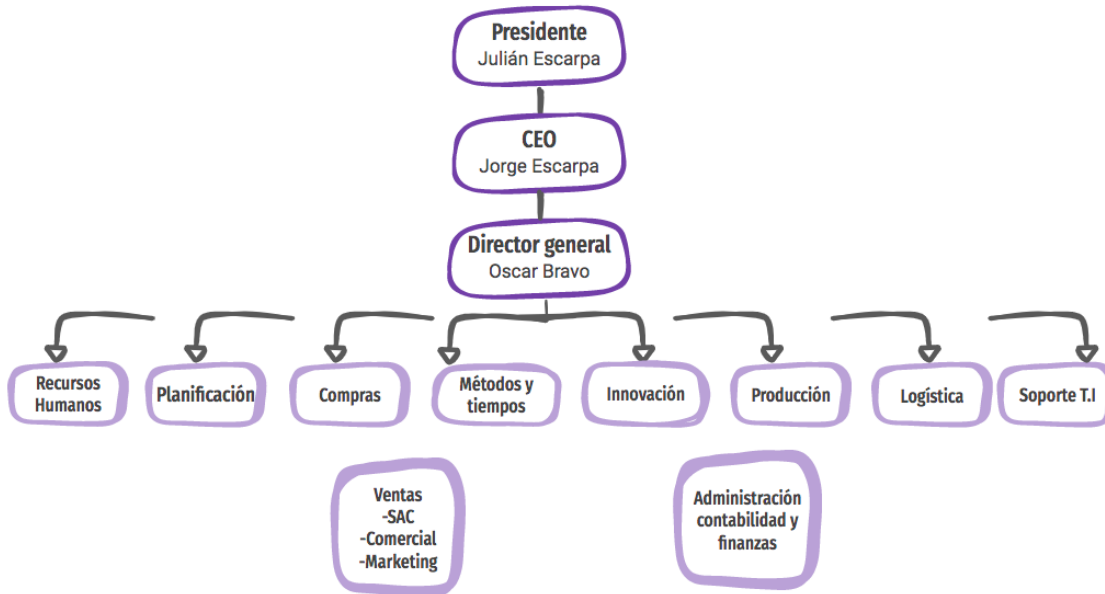 Presidente
Julián Escarpa
CEO
Jorge Escarpa
Director general
Oscar Bravo
Recursos
Humanos
Planificación
Compras
Métodos y
tiempos
Innovación
Producción
Logística
Soporte T.I
Ventas
-SAC
-Comercial
-Marketing
Administración
contabilidad y
finanzas